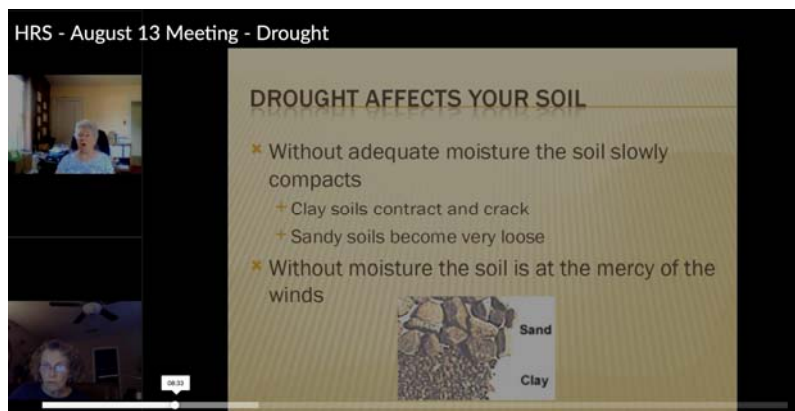 HRS - August 13 Meeting - Drought
DROUGHT AFFECTS YOUR SOIL
Without adequate moisture the soil slowly
compacts
Clay soils contract and crack
Sandy soils become very loose
Without moisture the soil is at the mercy of the
winds
Sand
Clay
08:33